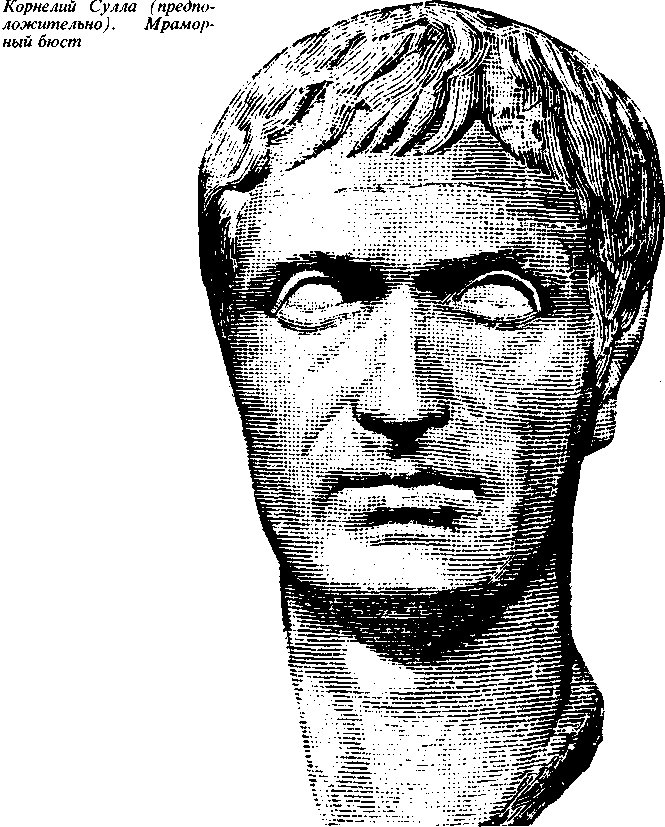 Корнелий Сулла (предпо-
ложительно). Мрамор-
ный бюст